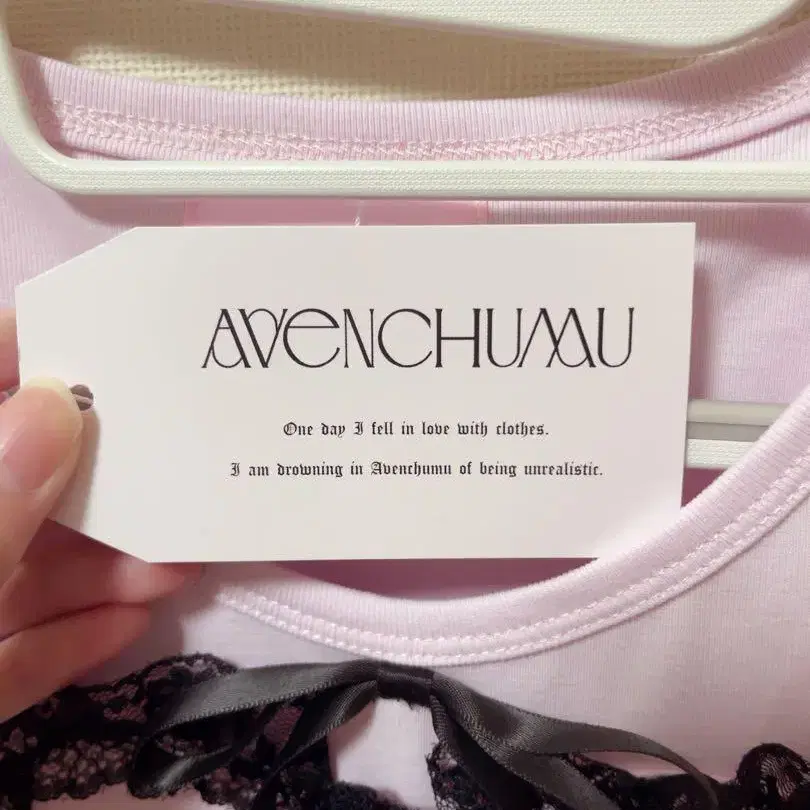 AVENCHUMU
One day I fell in love with clothes.
I am drowning in Avenchumu of being unrealistic.